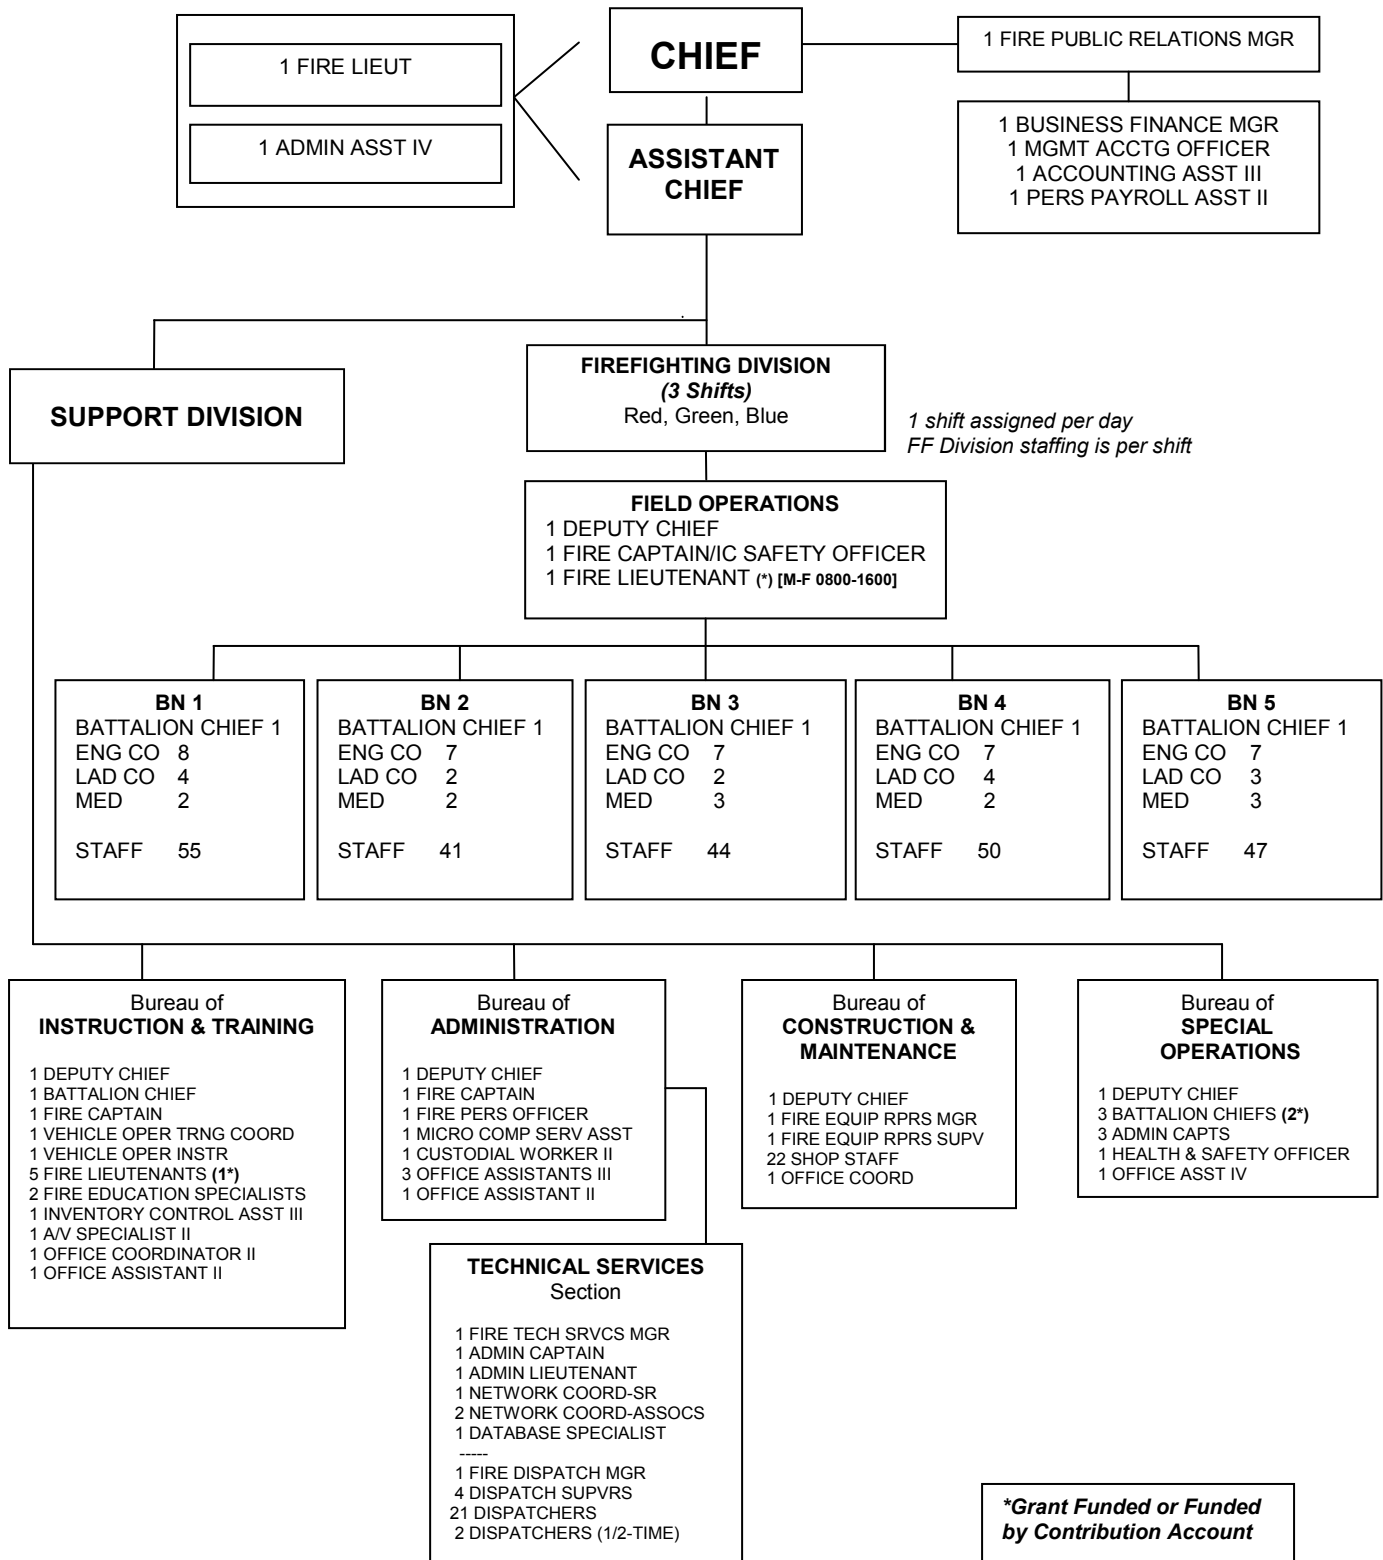 1 FIRE LIEUT
1 ADMIN ASST IV
CHIEF
ASSISTANT
CHIEF
1 FIRE PUBLIC RELATIONS MGR
1 BUSINESS FINANCE MGR
1 MGMT ACCTG OFFICER
1 ACCOUNTING ASST III
1 PERS PAYROLL ASST II
SUPPORT DIVISION
FIREFIGHTING DIVISION
(3 Shifts)
Red, Green, Blue
1 shift assigned per day
FF Division staffing is per shift
FIELD OPERATIONS
1 DEPUTY CHIEF
1 FIRE CAPTAIN/IC SAFETY OFFICER
1 FIRE LIEUTENANT (*) [M-F 0800-1600]
BN 1
BATTALION CHIEF 1
ENG CO 8
LAD CO 4
MED 2
STAFF 55
BN 2
BATTALION CHIEF 1
ENG CO 7
LAD CO 2
MED 2
STAFF 41
BN 3
BATTALION CHIEF 1
ENG CO 7
LAD CO 2
MED 3
STAFF 44
BN 4
BATTALION CHIEF 1
ENG CO 7
LAD CO 4
MED 2
STAFF 50
BN 5
BATTALION CHIEF 1
ENG CO 7
LAD CO 3
MED 3
STAFF 47
Bureau of
INSTRUCTION & TRAINING
1 DEPUTY CHIEF
1 BATTALION CHIEF
1 FIRE CAPTAIN
1 VEHICLE OPER TRNG COORD
1 VEHICLE OPER INSTR
5 FIRE LIEUTENANTS (1*)
2 FIRE EDUCATION SPECIALISTS
1 INVENTORY CONTROL ASST III
1 A/V SPECIALIST II
1 OFFICE COORDINATOR II
1 OFFICE ASSISTANT II
Bureau of
ADMINISTRATION
1 DEPUTY CHIEF
1 FIRE CAPTAIN
1 FIRE PERS OFFICER
1 MICRO COMP SERV ASST
1 CUSTODIAL WORKER II
3 OFFICE ASSISTANTS III
1 OFFICE ASSISTANT II
Bureau of
CONSTRUCTION &
MAINTENANCE
1 DEPUTY CHIEF
1 FIRE EQUIP RPRS MGR
1 FIRE EQUIP RPRS SUPV
22 SHOP STAFF
1 OFFICE COORD
Bureau of
SPECIAL
OPERATIONS
1 DEPUTY CHIEF
3 BATTALION CHIEFS (2*)
3 ADMIN CAPTS
1 HEALTH & SAFETY OFFICER
1 OFFICE ASST IV
TECHNICAL SERVICES
Section
1 FIRE TECH SRVCS MGR
1 ADMIN CAPTAIN
1 ADMIN LIEUTENANT
1 NETWORK COORD-SR
2 NETWORK COORD-ASSOCS
1 DATABASE SPECIALIST
-----
1 FIRE DISPATCH MGR
4 DISPATCH SUPVRS
21 DISPATCHERS
2 DISPATCHERS (1/2-TIME)
*Grant Funded or Funded
by Contribution Account